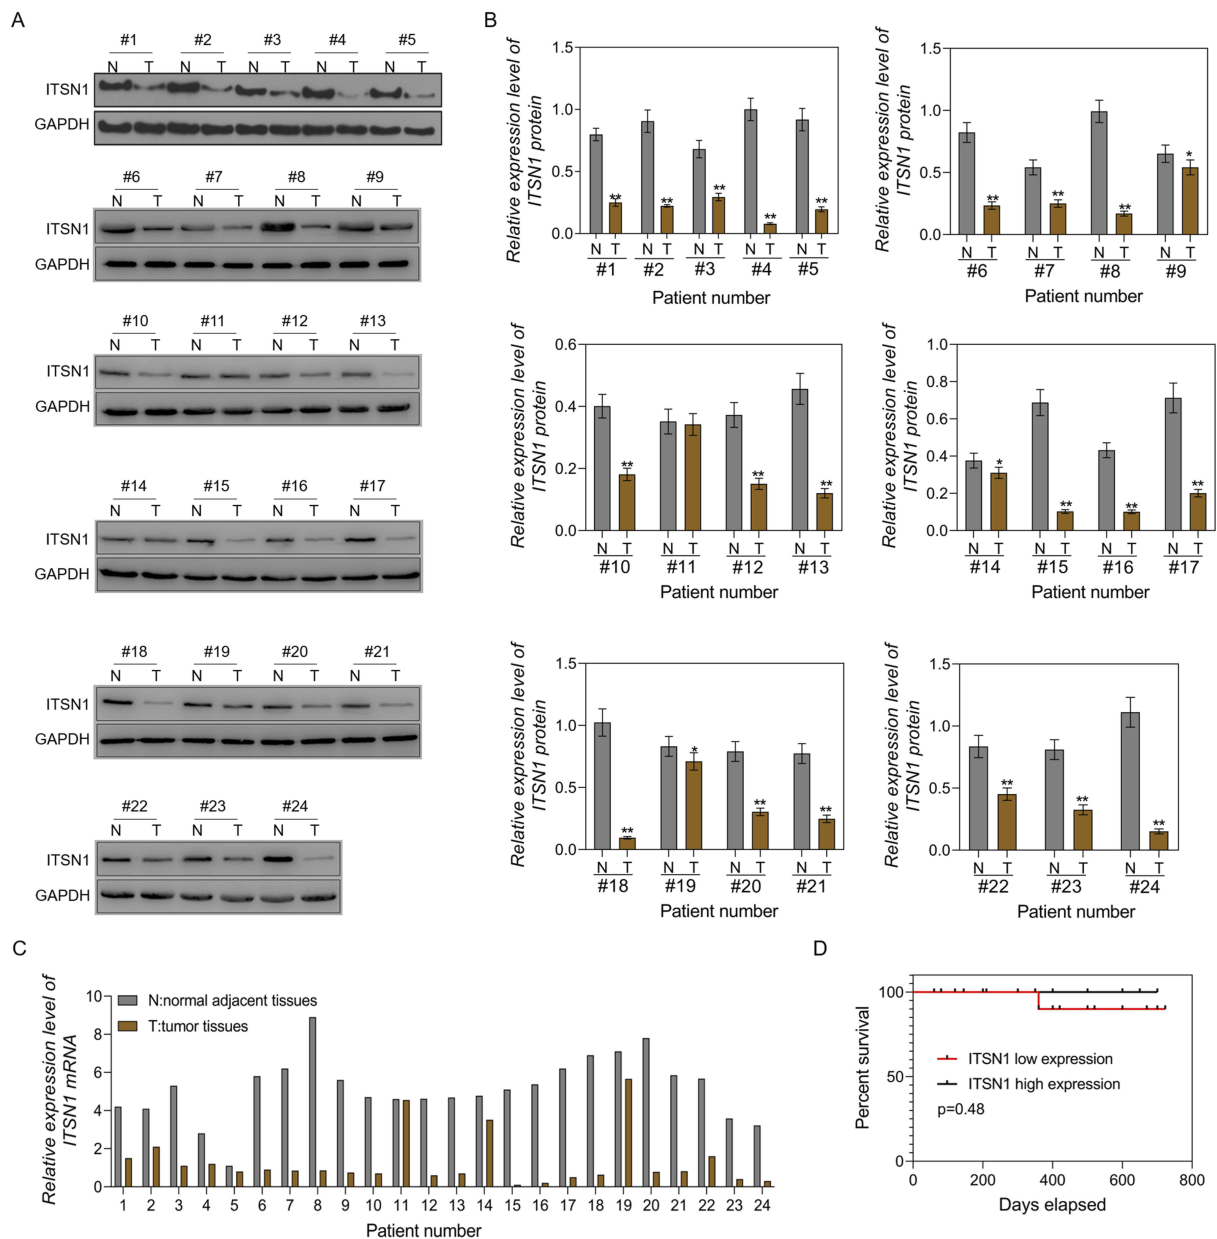 A
#1 #2 #3 #4 #5
N T N T N T N T N T
ITSN1
GAPDH
#6 #7 #8 #9
N T N T N T N T
ITSN1
GAPDH
#10 #11 #12 #13
N T N T N T N T
ITSN1
GAPDH
#14 #15 #16 #17
N T N T N T N T
ITSN1
GAPDH
#18 #19 #20 #21
N T N T N T N T
ITSN1
GAPDH
#22 #23 #24
N T N T N T
ITSN1
GAPDH
B
Relative expression level of
ITSN1 protein
1.5
1.0
0.5
0.0
** ** ** ** **
N T N T N T N T N T
#1 #2 #3 #4 #5
Patient number
Relative expression level of
ITSN1 protein
1.5
1.0
0.5
0.0
** ** ** *
N T N T N T N T
#6 #7 #8 #9
Patient number
Relative expression level of
ITSN1 protein
0.6
0.4
0.2
0.0
** ** **
N T N T N T N T
#10 #11 #12 #13
Patient number
Relative expression level of
ITSN1 protein
1.0
0.8
0.6
0.4
0.2
0.0
* ** ** **
N T N T N T N T
#14 #15 #16 #17
Patient number
Relative expression level of
ITSN1 protein
1.5
1.0
0.5
0.0
** * ** **
N T N T N T N T
#18 #19 #20 #21
Patient number
Relative expression level of
ITSN1 protein
1.5
1.0
0.5
0.0
** ** **
N T N T N T
#22 #23 #24
Patient number
C
Relative expression level of
ITSN1 mRNA
10
8
6
4
2
0
N:normal adjacent tissues
T:tumor tissues
1 2 3 4 5 6 7 8 9 10 11 12 13 14 15 16 17 18 19 20 21 22 23 24
Patient number
D
Percent survival
100
50
0
ITSN1 low expression
ITSN1 high expression
p=0.48
0 200 400 600 800
Days elapsed